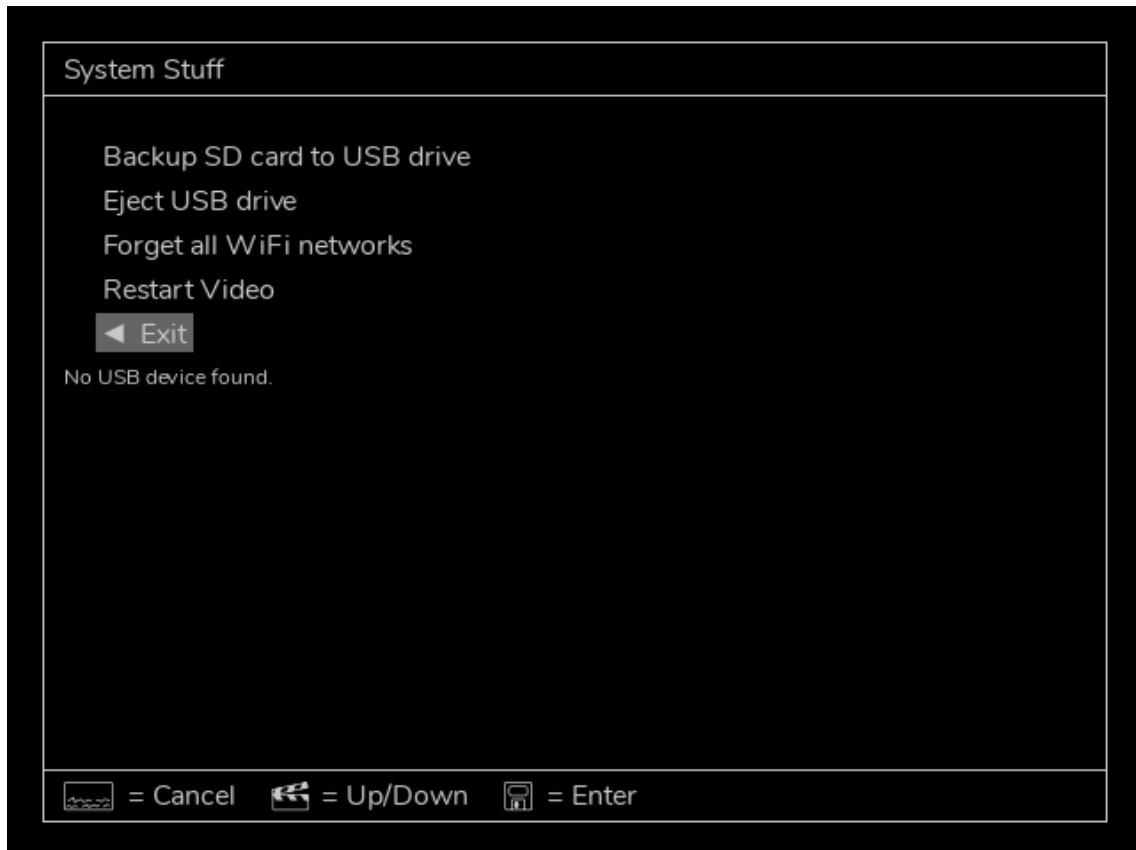 System Stuff
Backup SD card to USB drive
Eject USB drive
Forget all WiFi networks
Restart Video
◄ Exit
No USB device found.
= Cancel = Up/Down = Enter